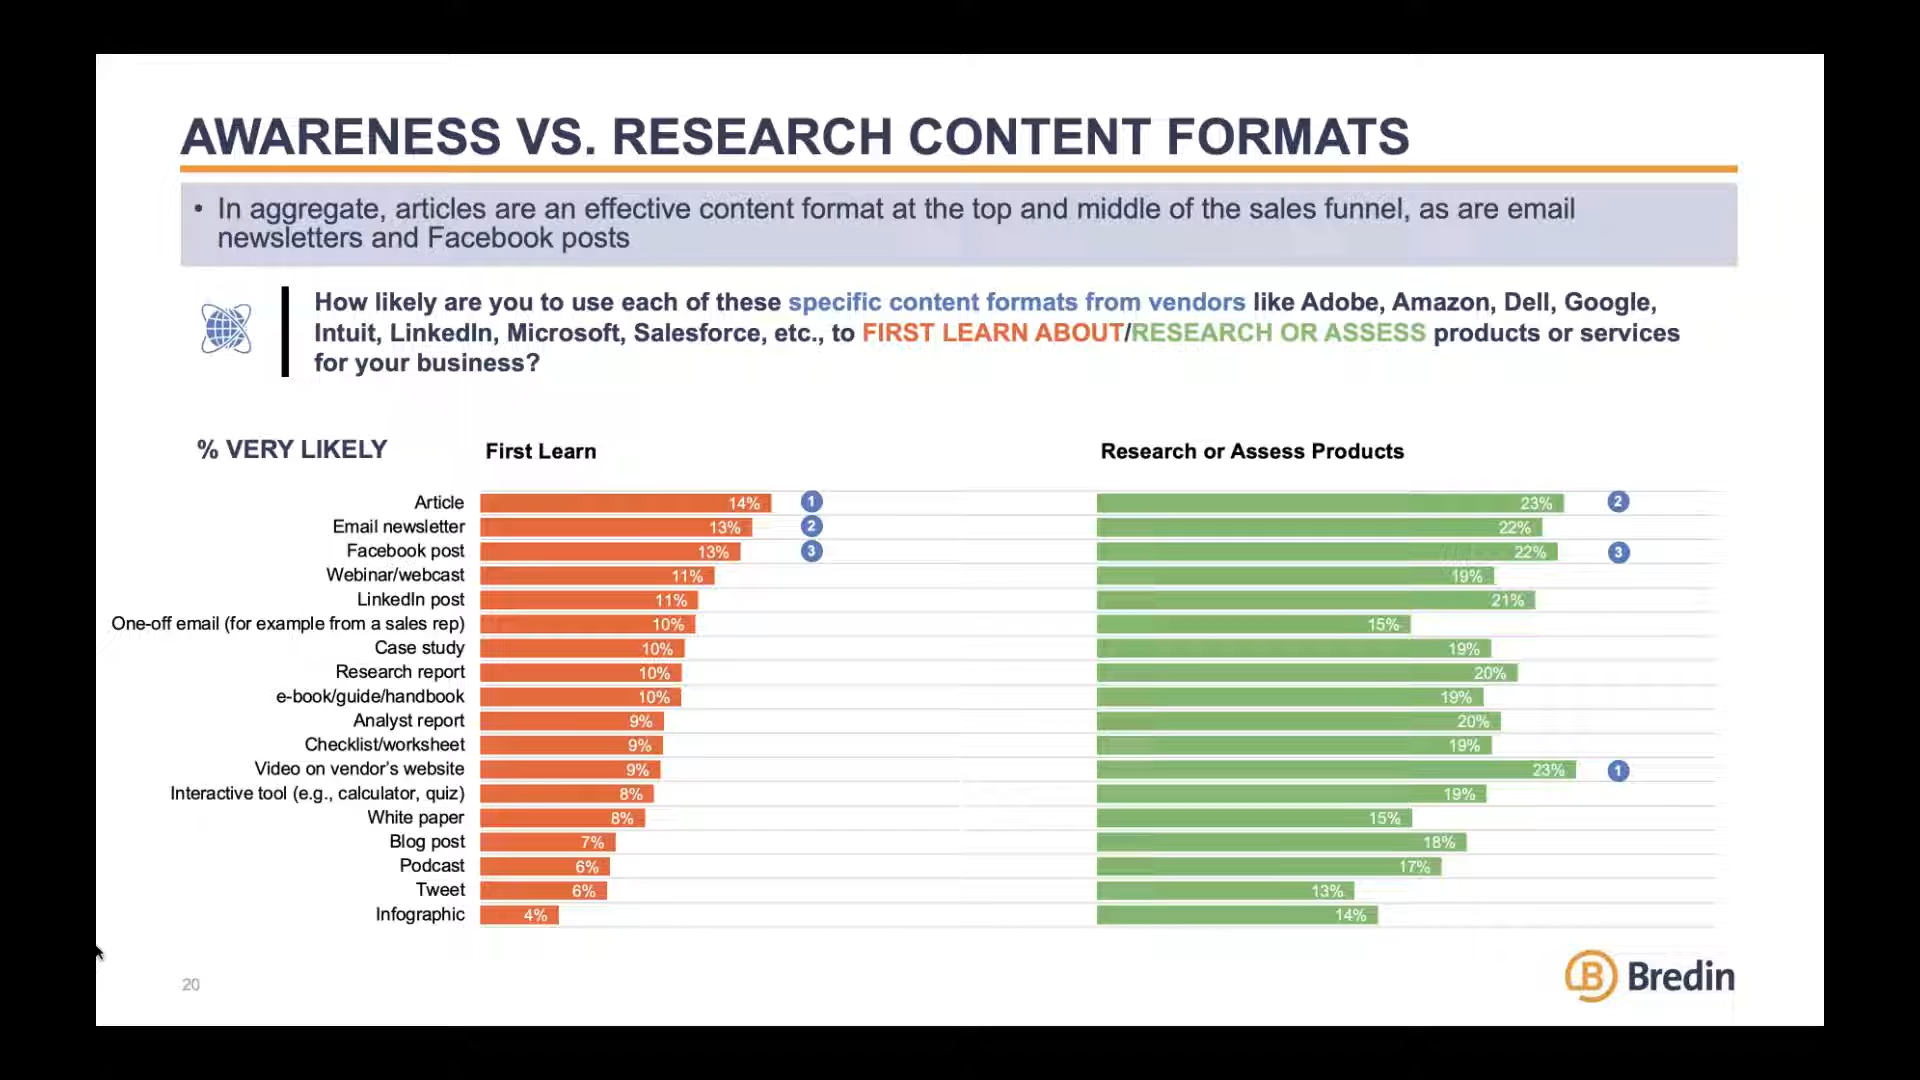 AWARENESS VS. RESEARCH CONTENT FORMATS
• In aggregate, articles are an effective content format at the top and middle of the sales funnel, as are email
newsletters and Facebook posts
How likely are you to use each of these specific content formats from vendors like Adobe, Amazon, Dell, Google,
Intuit, LinkedIn, Microsoft, Salesforce, etc., to FIRST LEARN ABOUT/RESEARCH OR ASSESS products or services
for your business?
% VERY LIKELY First Learn Research or Assess Products
Article 14% 1 23% 2
Email newsletter 13% 2 22%
Facebook post 13% 3 22% 3
Webinar/webcast 11% 19%
LinkedIn post 11% 21%
One-off email (for example from a sales rep) 10% 15%
Case study 10% 19%
Research report 10% 20%
e-book/guide/handbook 10% 19%
Analyst report 9% 20%
Checklist/worksheet 9% 19%
Video on vendor's website 9% 23% 1
Interactive tool (e.g., calculator, quiz) 8% 19%
White paper 8% 15%
Blog post 7% 18%
Podcast 6% 17%
Tweet 6% 13%
Infographic 4% 14%
20
B Bredin